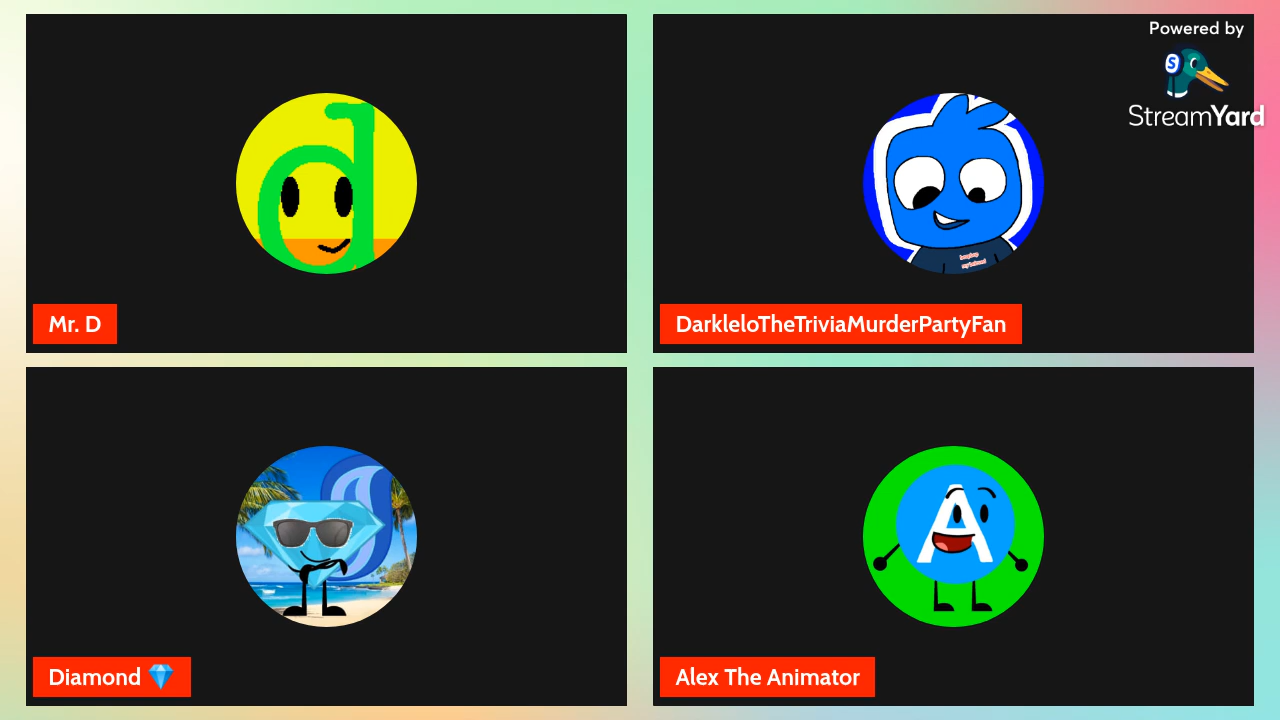 Powered by
S
StreamYard
d
Mr. D
DarkleloTheTriviaMurderPartyFan
Diamond 💎
A
Alex The Animator